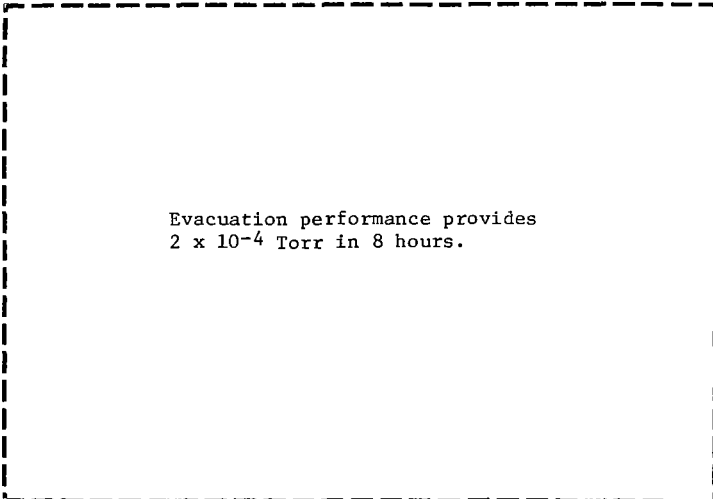 Evacuation performance provides
2 x 10⁻⁴ Torr in 8 hours.